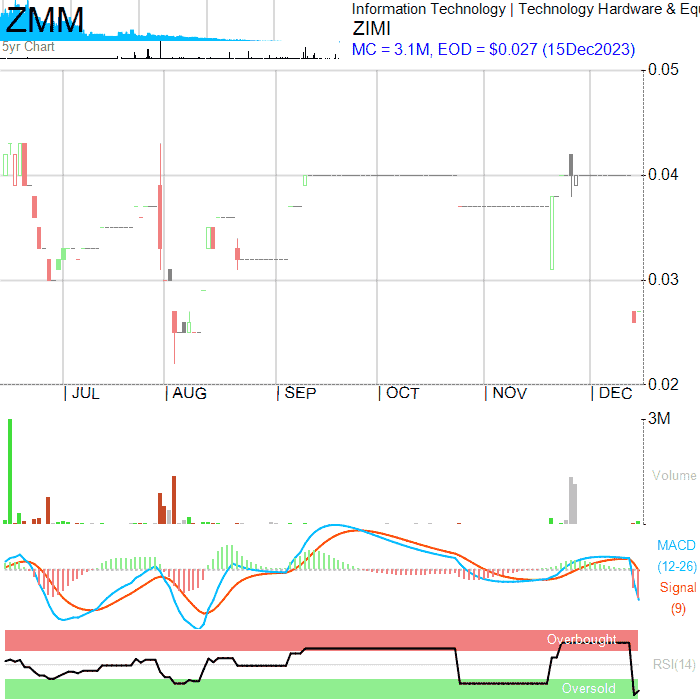 ZMM
Information Technology | Technology Hardware & Equ
ZIMI
5yr Chart
MC = 3.1M, EOD = $0.027 (15Dec2023)
0.05
0.04
0.03
0.02
| JUL | AUG | SEP | OCT | NOV | DEC
3M
Volume
MACD
(12-26)
Signal
(9)
Overbought
RSI(14)
Oversold